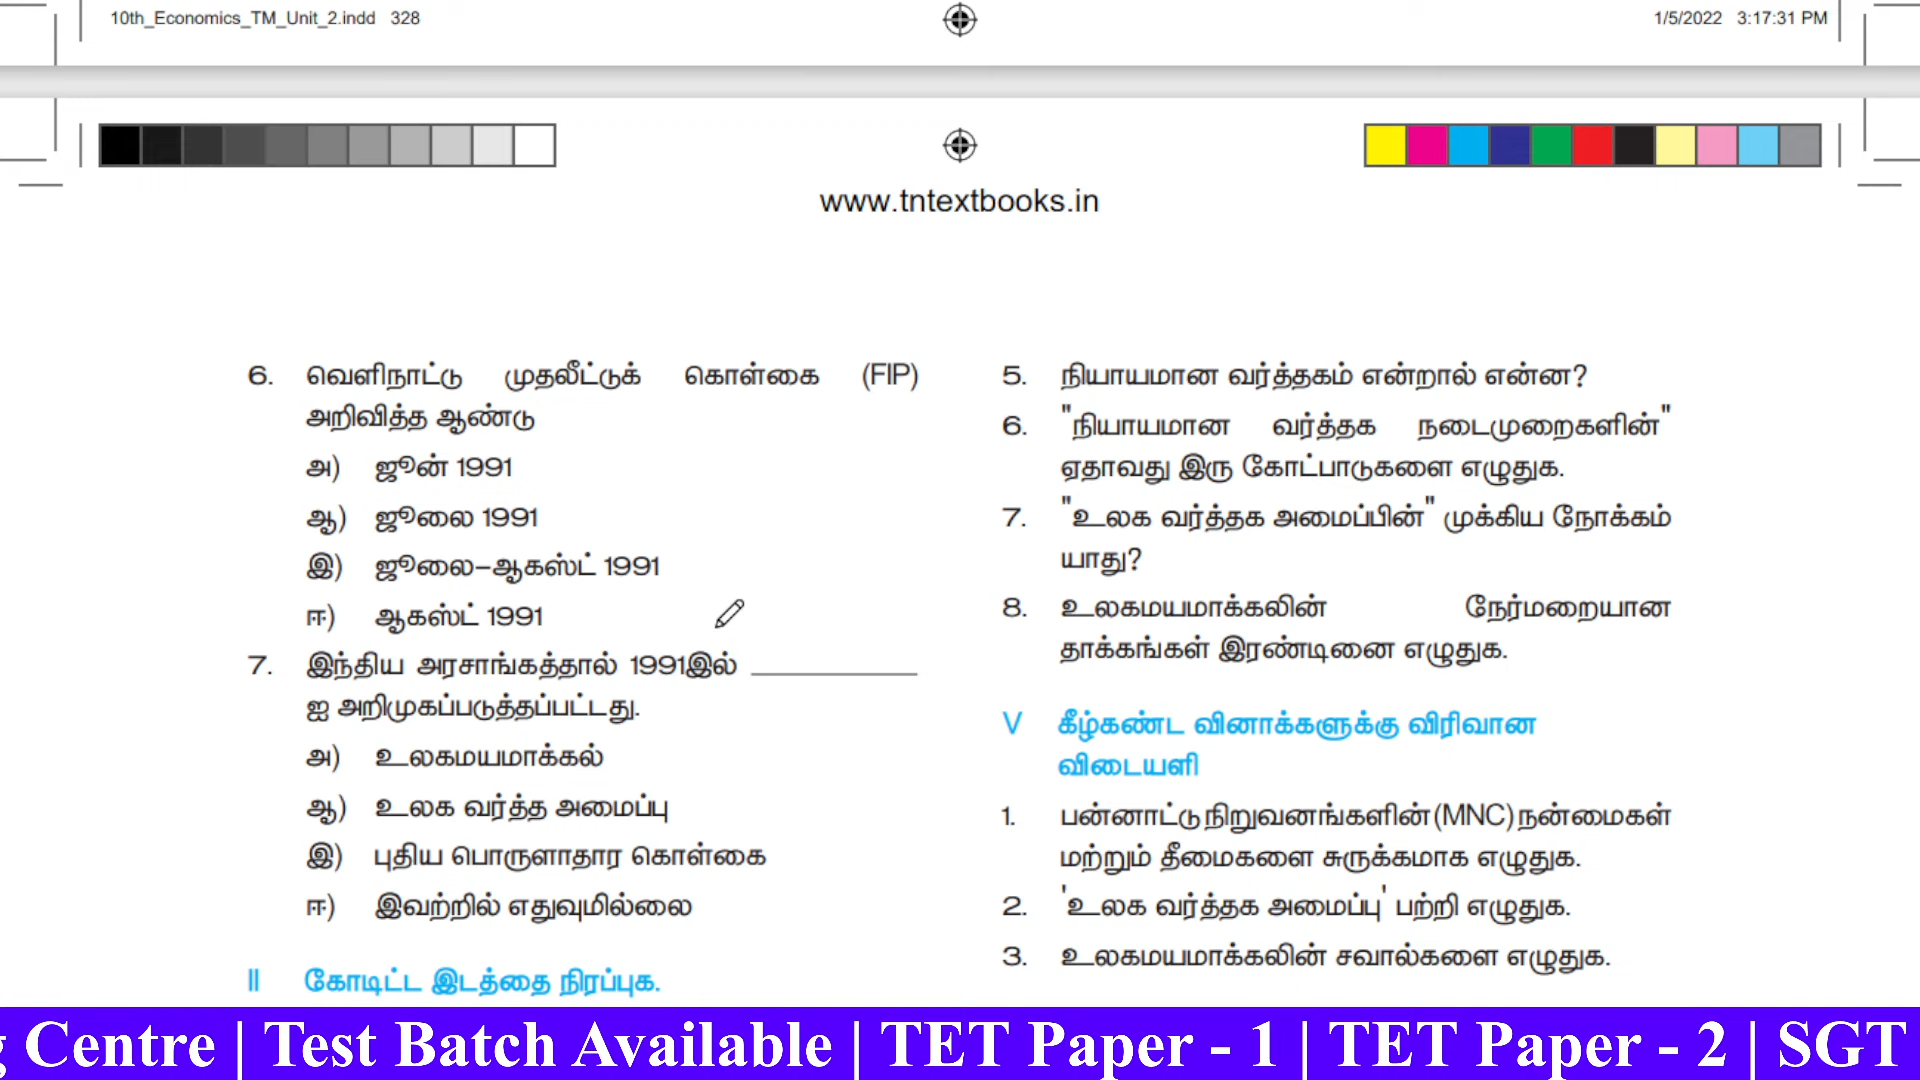 10th_Economics_TM_Unit_2.indd 328
1/5/2022 3:17:31 PM
www.tntextbooks.in
6. வெளிநாட்டு முதலீட்டுக் கொள்கை (FIP)
அறிவித்த ஆண்டு
அ) ஜூன் 1991
ஆ) ஜூலை 1991
இ) ஜூலை–ஆகஸ்ட் 1991
ஈ) ஆகஸ்ட் 1991
7. இந்திய அரசாங்கத்தால் 1991இல் ___________
ஐ அறிமுகப்படுத்தப்பட்டது.
அ) உலகமயமாக்கல்
ஆ) உலக வர்த்த அமைப்பு
இ) புதிய பொருளாதார கொள்கை
ஈ) இவற்றில் எதுவுமில்லை
II கோடிட்ட இடத்தை நிரப்புக.
5. நியாயமான வர்த்தகம் என்றால் என்ன?
6. "நியாயமான வர்த்தக நடைமுறைகளின்"
ஏதாவது இரு கோட்பாடுகளை எழுதுக.
7. "உலக வர்த்தக அமைப்பின்" முக்கிய நோக்கம்
யாது?
8. உலகமயமாக்கலின் நேர்மறையான
தாக்கங்கள் இரண்டினை எழுதுக.
V கீழ்கண்ட வினாக்களுக்கு விரிவான
விடையளி
1. பன்னாட்டு நிறுவனங்களின் (MNC) நன்மைகள்
மற்றும் தீமைகளை சுருக்கமாக எழுதுக.
2. 'உலக வர்த்தக அமைப்பு' பற்றி எழுதுக.
3. உலகமயமாக்கலின் சவால்களை எழுதுக.
g Centre | Test Batch Available | TET Paper - 1 | TET Paper - 2 | SGT